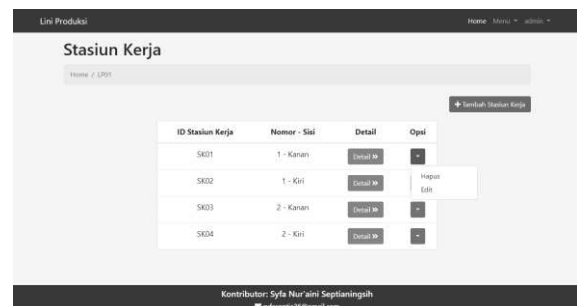 Lini Produksi Home Menu admin
Stasiun Kerja
Home / LP01
+ Tambah Stasiun Kerja
ID Stasiun Kerja Nomor - Sisi Detail Opsi
SK01 1 - Kanan Detail »
Hapus
SK02 1 - Kiri Detail »
Edit
SK03 2 - Kanan Detail »
SK04 2 - Kiri Detail »
Kontributor: Syfa Nur'aini Septianingsih